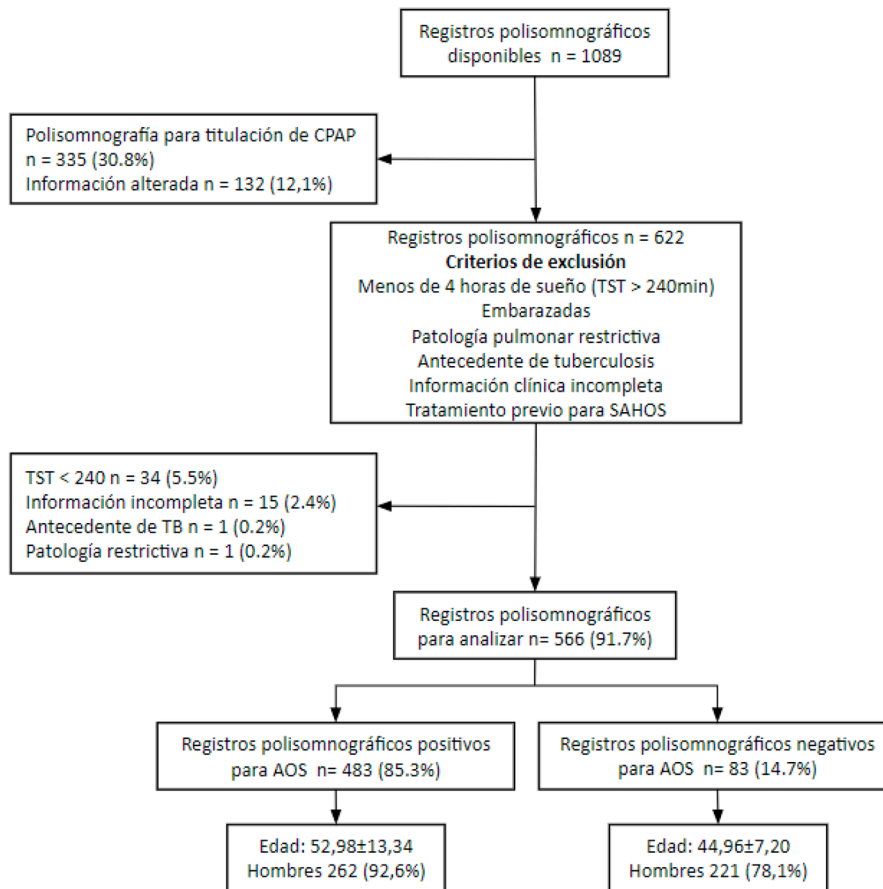 Registros polisomnográficos
disponibles n = 1089
Polisomnografía para titulación de CPAP
n = 335 (30.8%)
Información alterada n = 132 (12,1%)
Registros polisomnográficos n = 622
Criterios de exclusión
Menos de 4 horas de sueño (TST > 240min)
Embarazadas
Patología pulmonar restrictiva
Antecedente de tuberculosis
Información clínica incompleta
Tratamiento previo para SAHOS
TST < 240 n = 34 (5.5%)
Información incompleta n = 15 (2.4%)
Antecedente de TB n = 1 (0.2%)
Patología restrictiva n = 1 (0.2%)
Registros polisomnográficos
para analizar n= 566 (91.7%)
Registros polisomnográficos positivos
para AOS n= 483 (85.3%)
Registros polisomnográficos negativos
para AOS n= 83 (14.7%)
Edad: 52,98±13,34
Hombres 262 (92,6%)
Edad: 44,96±7,20
Hombres 221 (78,1%)